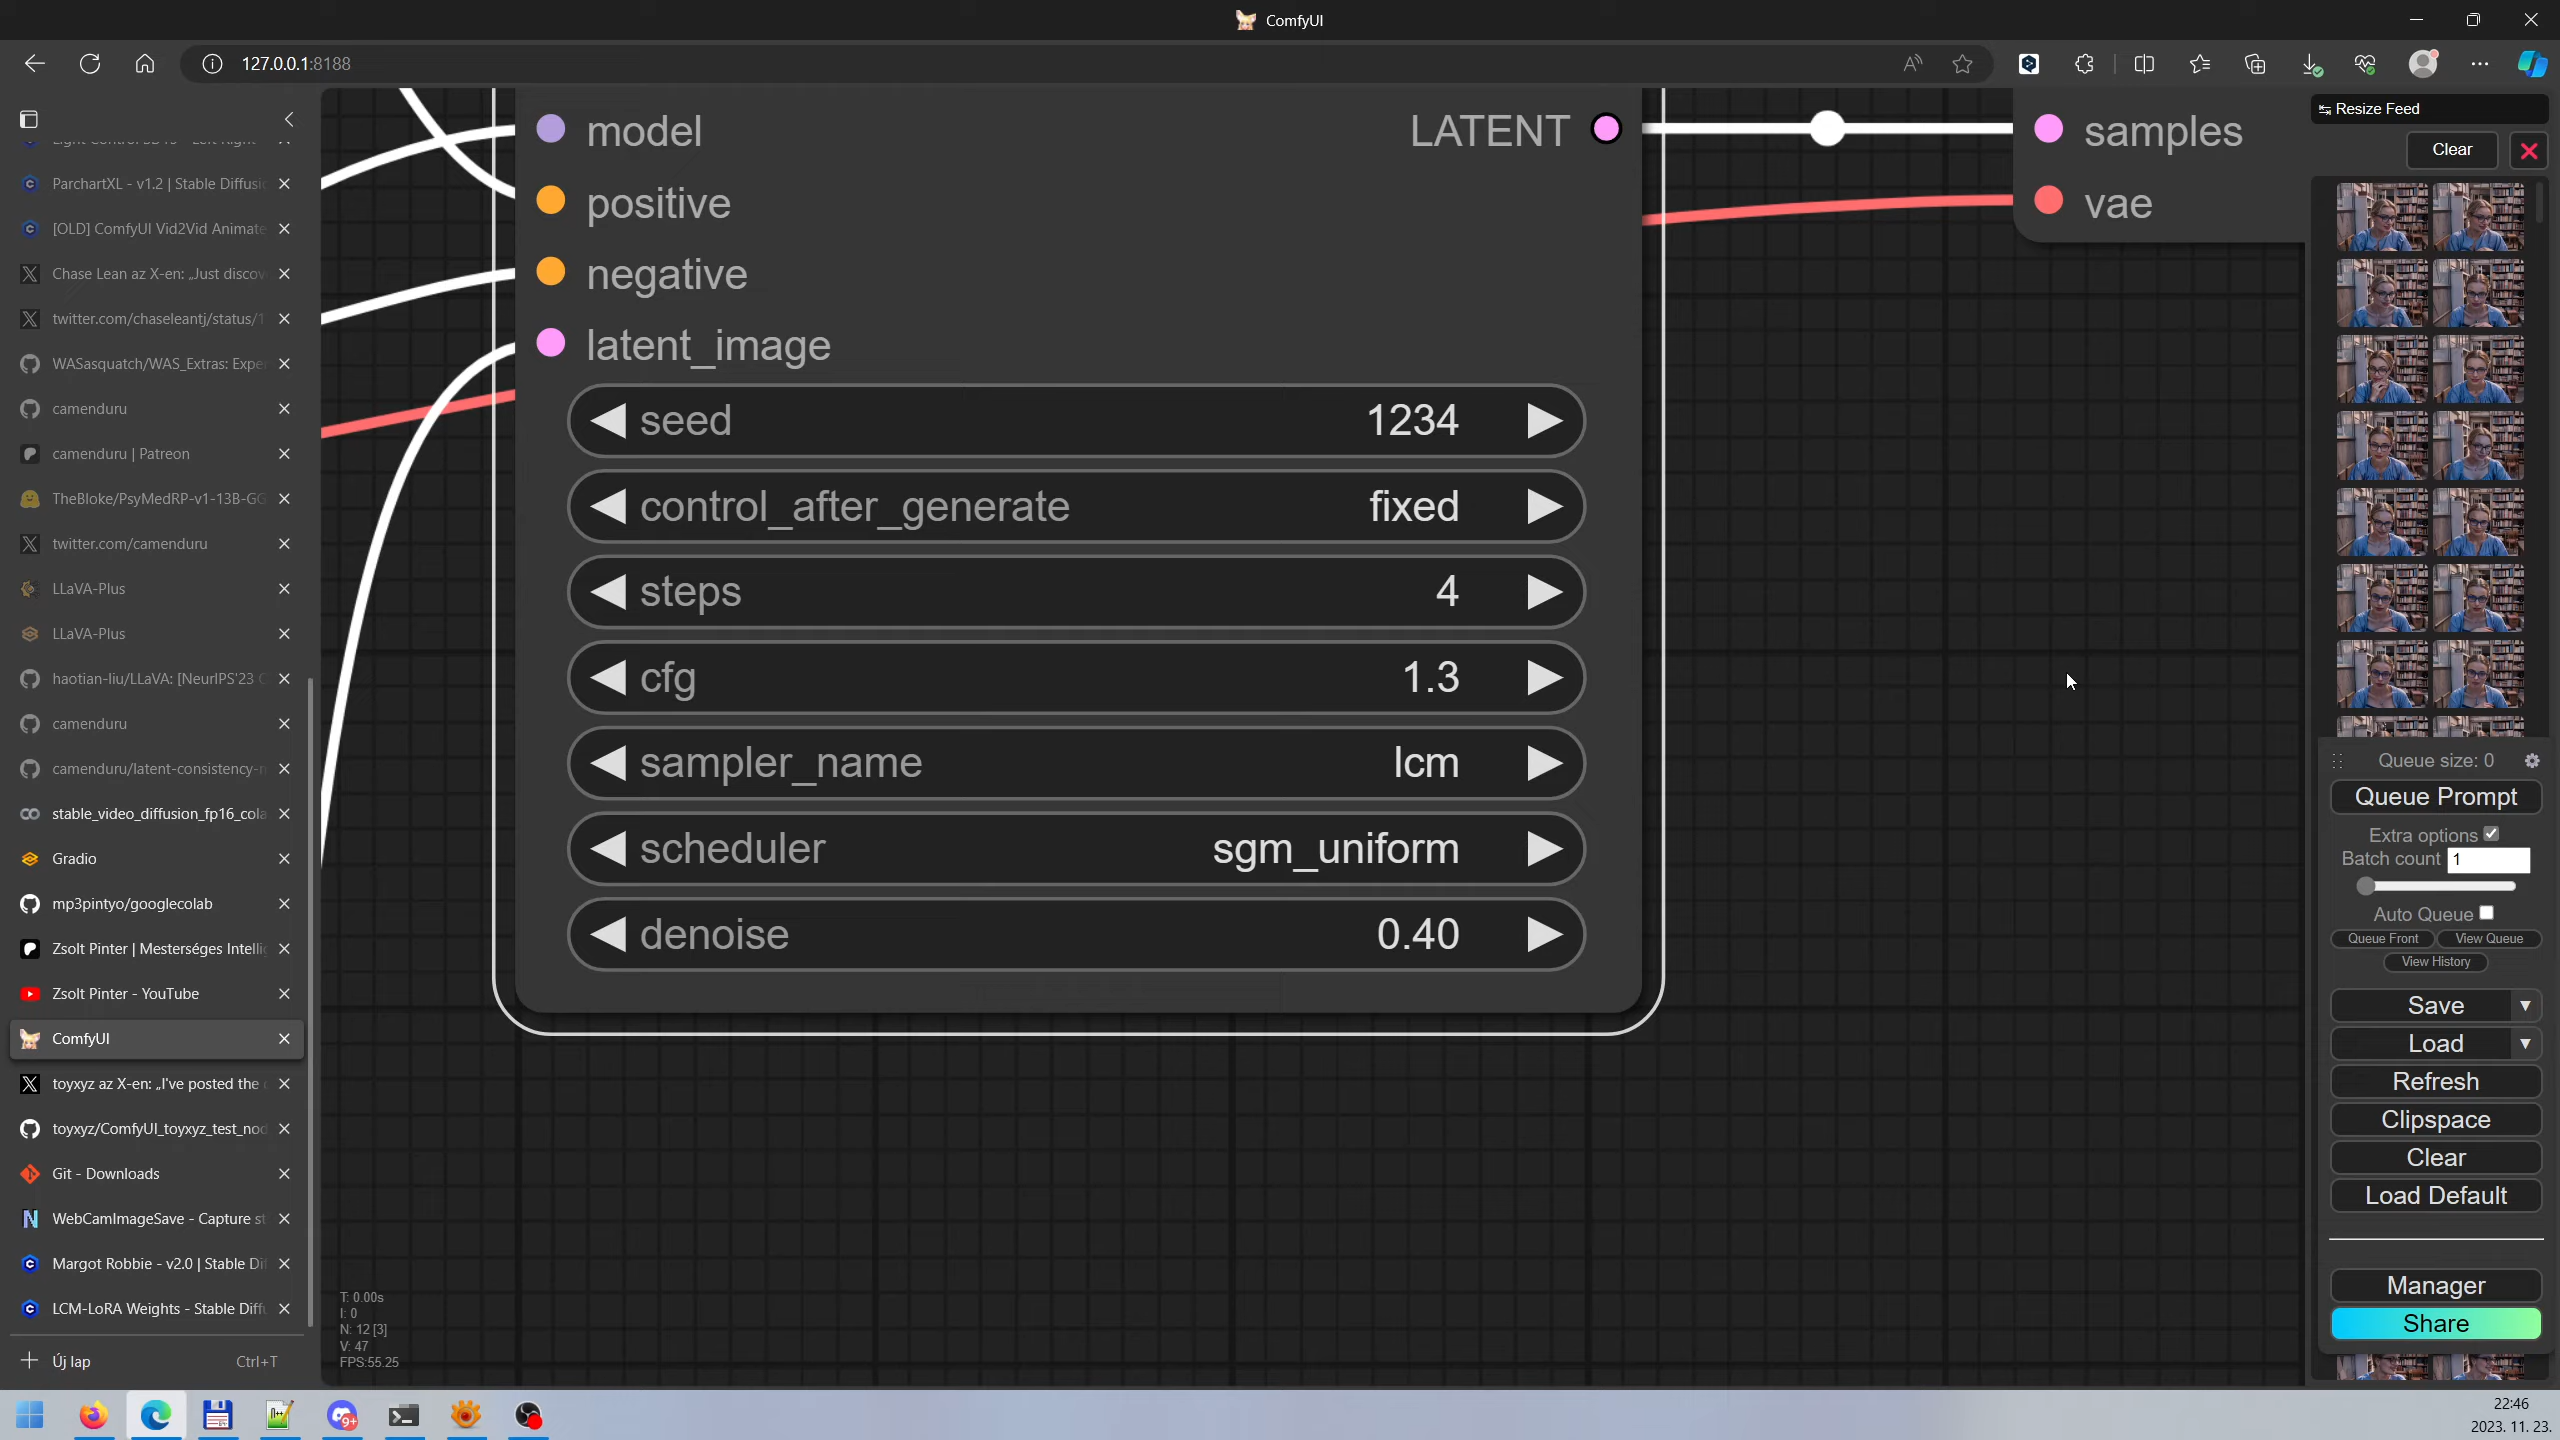 ComfyUI
127.0.0.1:8188
ParchartXL - v1.2 | Stable Diffusi
[OLD] ComfyUI Vid2Vid Animate
Chase Lean az X-en: „Just discov
twitter.com/chaseleantj/status/1
WASasquatch/WAS_Extras: Expe
camenduru
camenduru | Patreon
TheBloke/PsyMedRP-v1-13B-GG
twitter.com/camenduru
LLaVA-Plus
LLaVA-Plus
haotian-liu/LLaVA: [NeurIPS'23 O
camenduru
camenduru/latent-consistency-m
stable_video_diffusion_fp16_cola
Gradio
mp3pintyo/googlecolab
Zsolt Pinter | Mesterséges Intellig
Zsolt Pinter - YouTube
ComfyUI
toyxyz az X-en: „I've posted the c
toyxyz/ComfyUI_toyxyz_test_nod
Git - Downloads
WebCamImageSave - Capture st
Margot Robbie - v2.0 | Stable Dif
LCM-LoRA Weights - Stable Diffu
Új lap Ctrl+T
model LATENT
positive
negative
latent_image
seed 1234
control_after_generate fixed
steps 4
cfg 1.3
sampler_name lcm
scheduler sgm_uniform
denoise 0.40
samples
vae
T: 0.00s
I: 0
N: 12 [3]
V: 47
FPS:55.25
Resize Feed
Clear
Queue size: 0
Queue Prompt
Extra options
Batch count 1
Auto Queue
Queue Front View Queue
View History
Save
Load
Refresh
Clipspace
Clear
Load Default
Manager
Share
9+
22:46
2023. 11. 23.